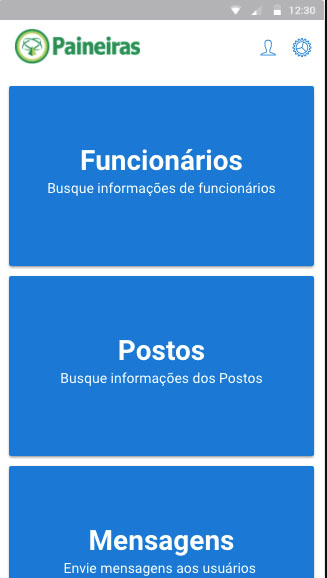 12:30
Paineiras
Funcionários
Busque informações de funcionários
Postos
Busque informações dos Postos
Mensagens
Envie mensagens aos usuários